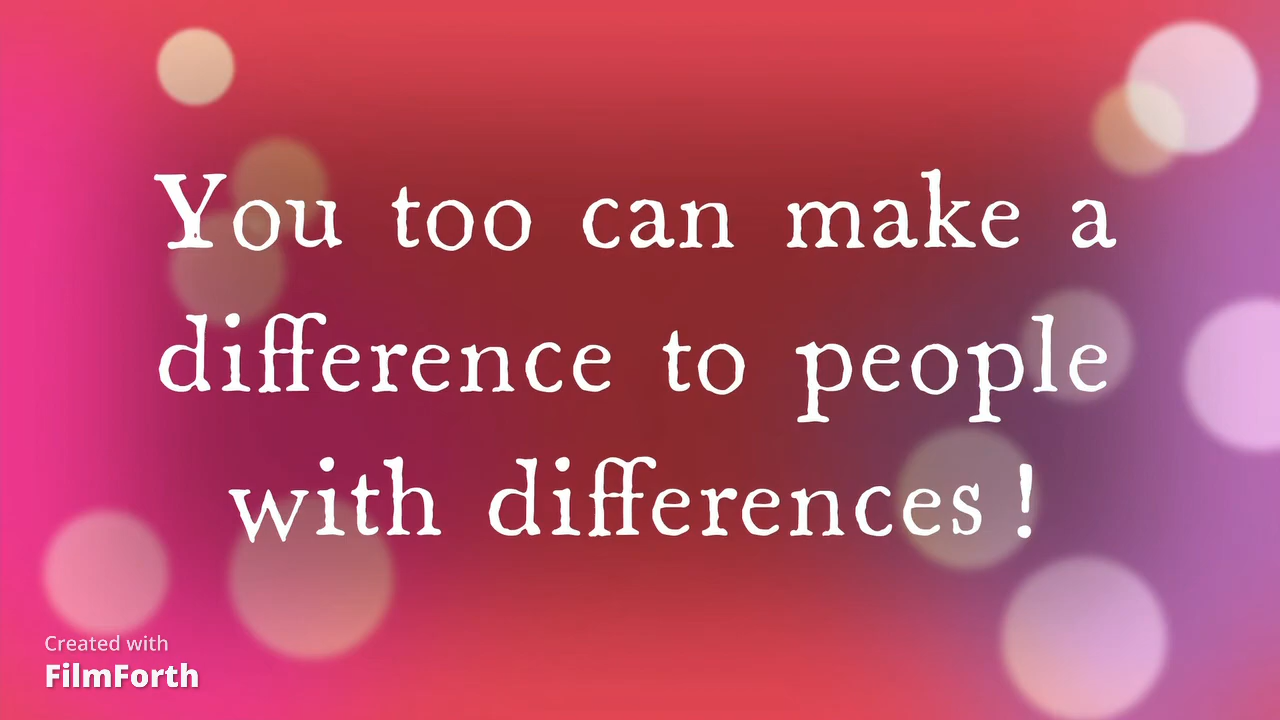 You too can make a
difference to people
with differences !
Created with
FilmForth